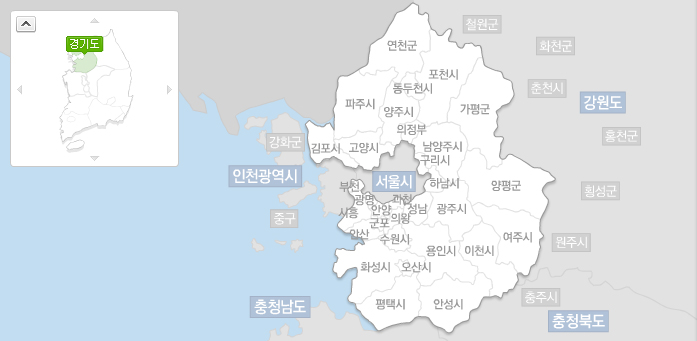 경기도
철원군
연천군
화천군
포천시
동두천시
춘천시
강원도
파주시
양주시
가평군
의정부
홍천군
강화군
김포시
고양시
남양주시
구리시
인천광역시
서울시
하남시
양평군
횡성군
부천
광명
과천
시흥
안양
성남
광주시
중구
군포
의왕
안산
수원시
여주시
원주시
용인시
이천시
화성시
오산시
충주시
충청남도
평택시
안성시
충청북도